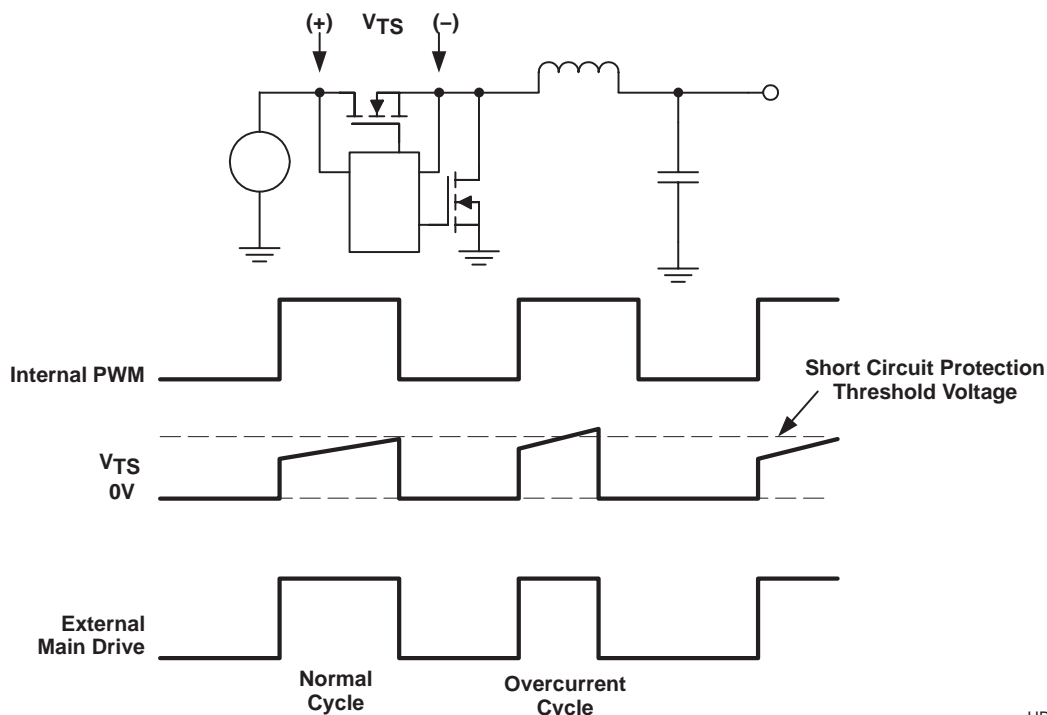 (+) VTS (–)
Internal PWM
Short Circuit Protection
Threshold Voltage
VTS
0V
External
Main Drive
Normal
Cycle
Overcurrent
Cycle